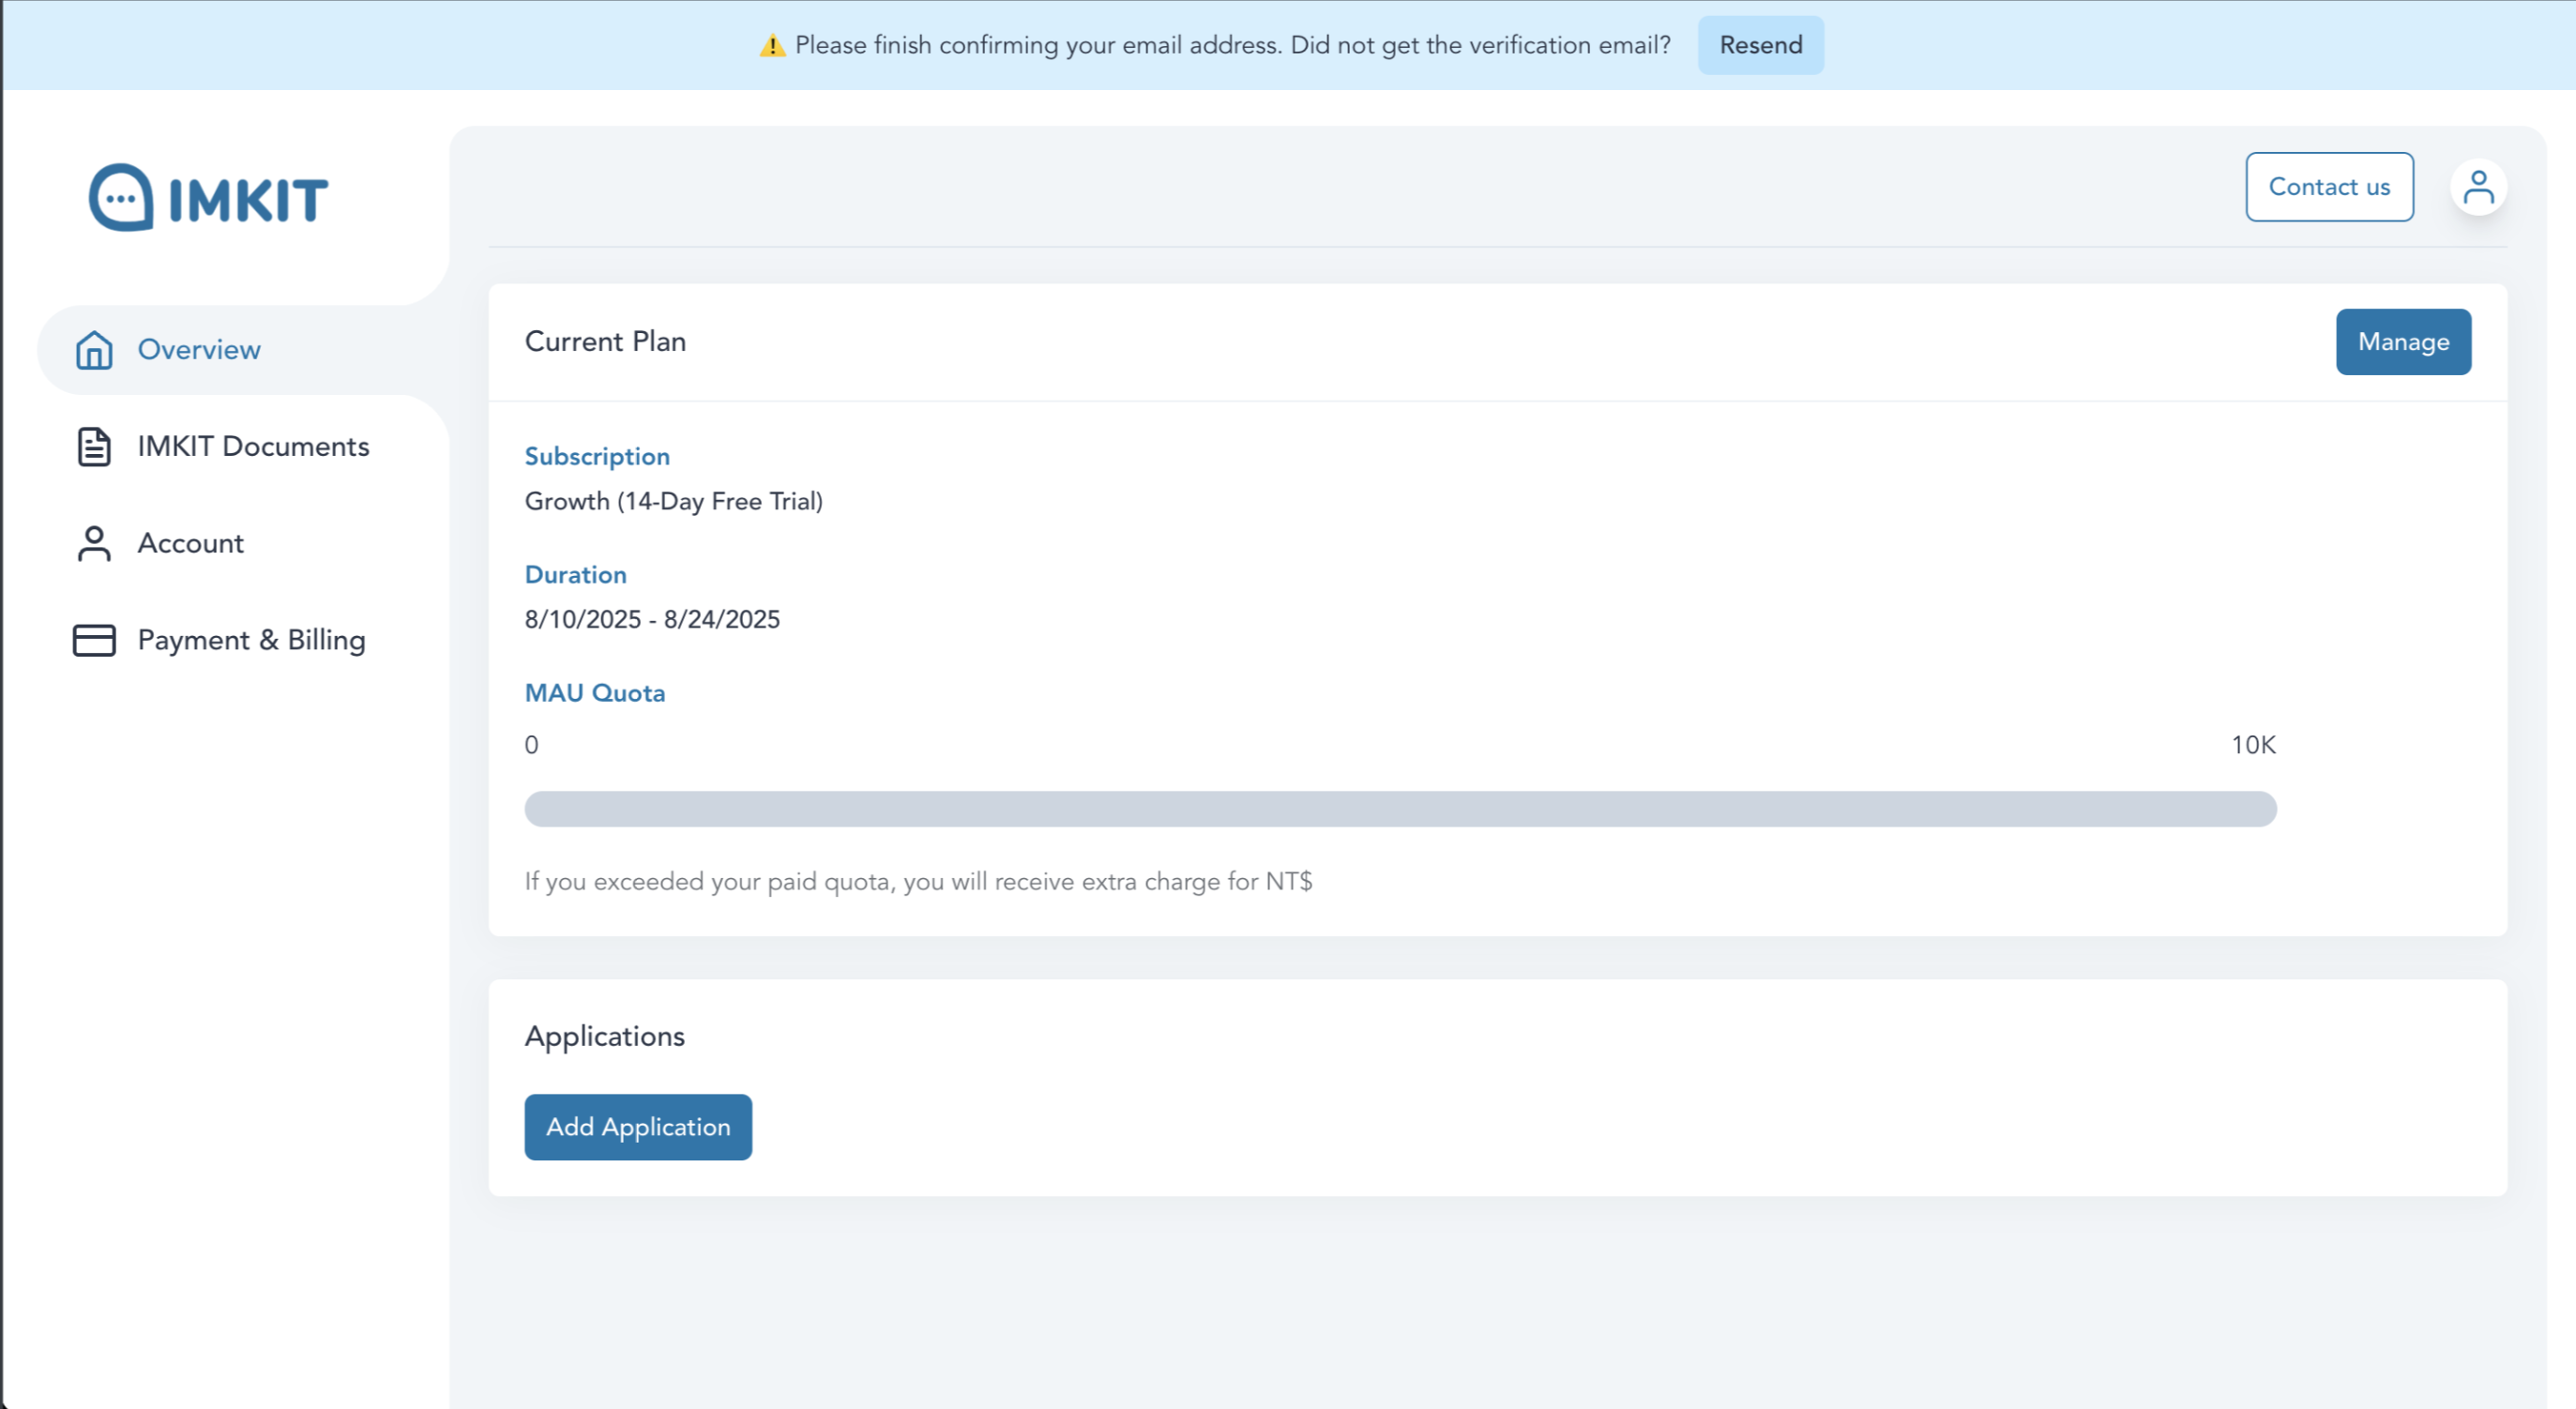 ⚠️ Please finish confirming your email address. Did not get the verification email? Resend
IMKIT
Contact us
Overview
IMKIT Documents
Account
Payment & Billing
Current Plan
Manage
Subscription
Growth (14-Day Free Trial)
Duration
8/10/2025 - 8/24/2025
MAU Quota
0 10K
If you exceeded your paid quota, you will receive extra charge for NT$
Applications
Add Application